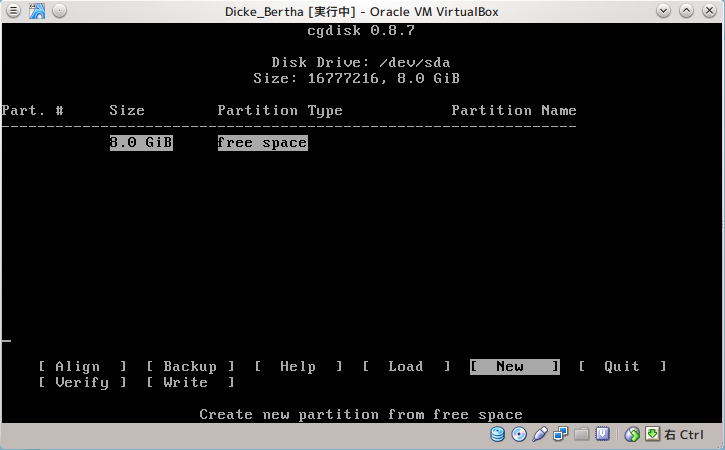 Dicke_Bertha [実行中] - Oracle VM VirtualBox
cgdisk 0.8.7
Disk Drive: /dev/sda
Size: 16777216, 8.0 GiB
Part. # Size Partition Type Partition Name
----------------------------------------------------------------
8.0 GiB free space
[ Align ] [ Backup ] [ Help ] [ Load ] [ New ] [ Quit ]
[ Verify ] [ Write ]
Create new partition from free space
右 Ctrl